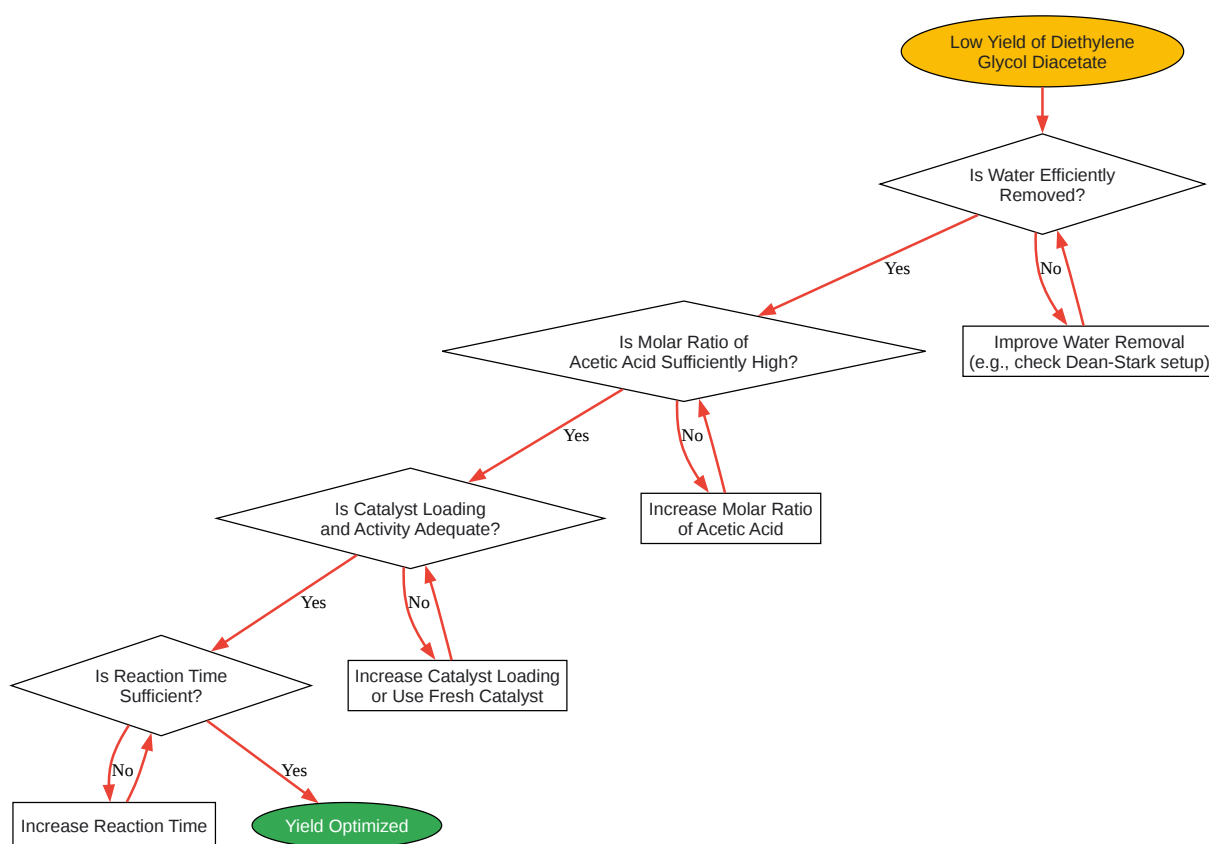 Low Yield of Diethylene
Glycol Diacetate
Is Water Efficiently
Removed?
Yes
No
Is Molar Ratio of
Acetic Acid Sufficiently High?
Improve Water Removal
(e.g., check Dean-Stark setup)
Yes
No
Is Catalyst Loading
and Activity Adequate?
Increase Molar Ratio
of Acetic Acid
Yes
No
Is Reaction Time
Sufficient?
Increase Catalyst Loading
or Use Fresh Catalyst
No
Yes
Increase Reaction Time
Yield Optimized